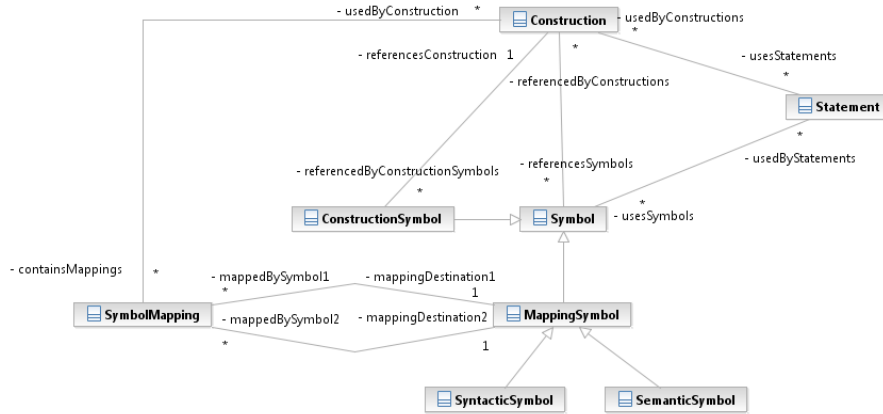 - usedByConstruction
*
Construction
- usedByConstructions
*
- referencesConstruction
1
*
- usesStatements
- referencedByConstructions
*
Statement
*
- referencesSymbols
- usedByStatements
- referencedByConstructionSymbols
*
*
*
ConstructionSymbol
Symbol
- usesSymbols
- containsMappings
*
- mappedBySymbol1
- mappingDestination1
*
1
SymbolMapping
- mappedBySymbol2
- mappingDestination2
MappingSymbol
*
1
SyntacticSymbol
SemanticSymbol